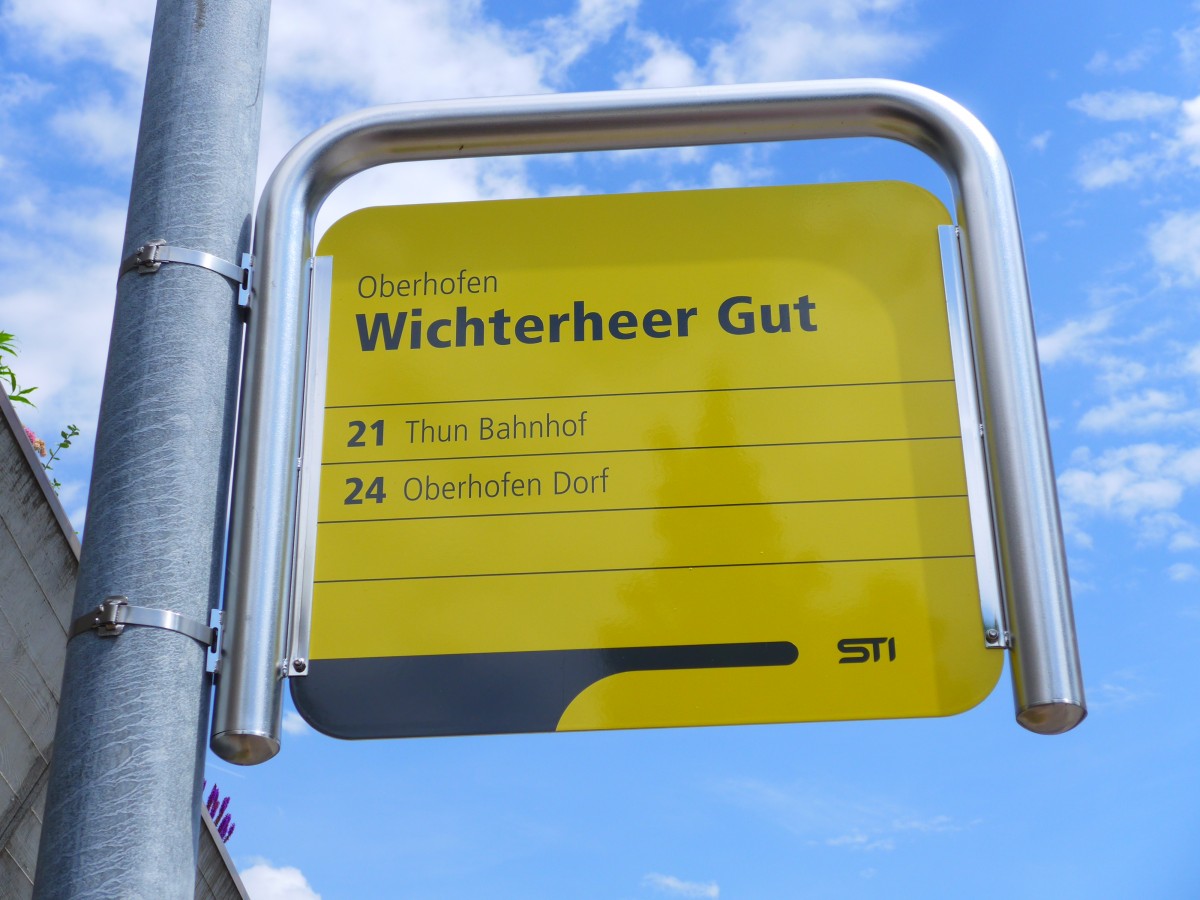 Oberhofen
Wichterheer Gut
21 Thun Bahnhof
24 Oberhofen Dorf
STI